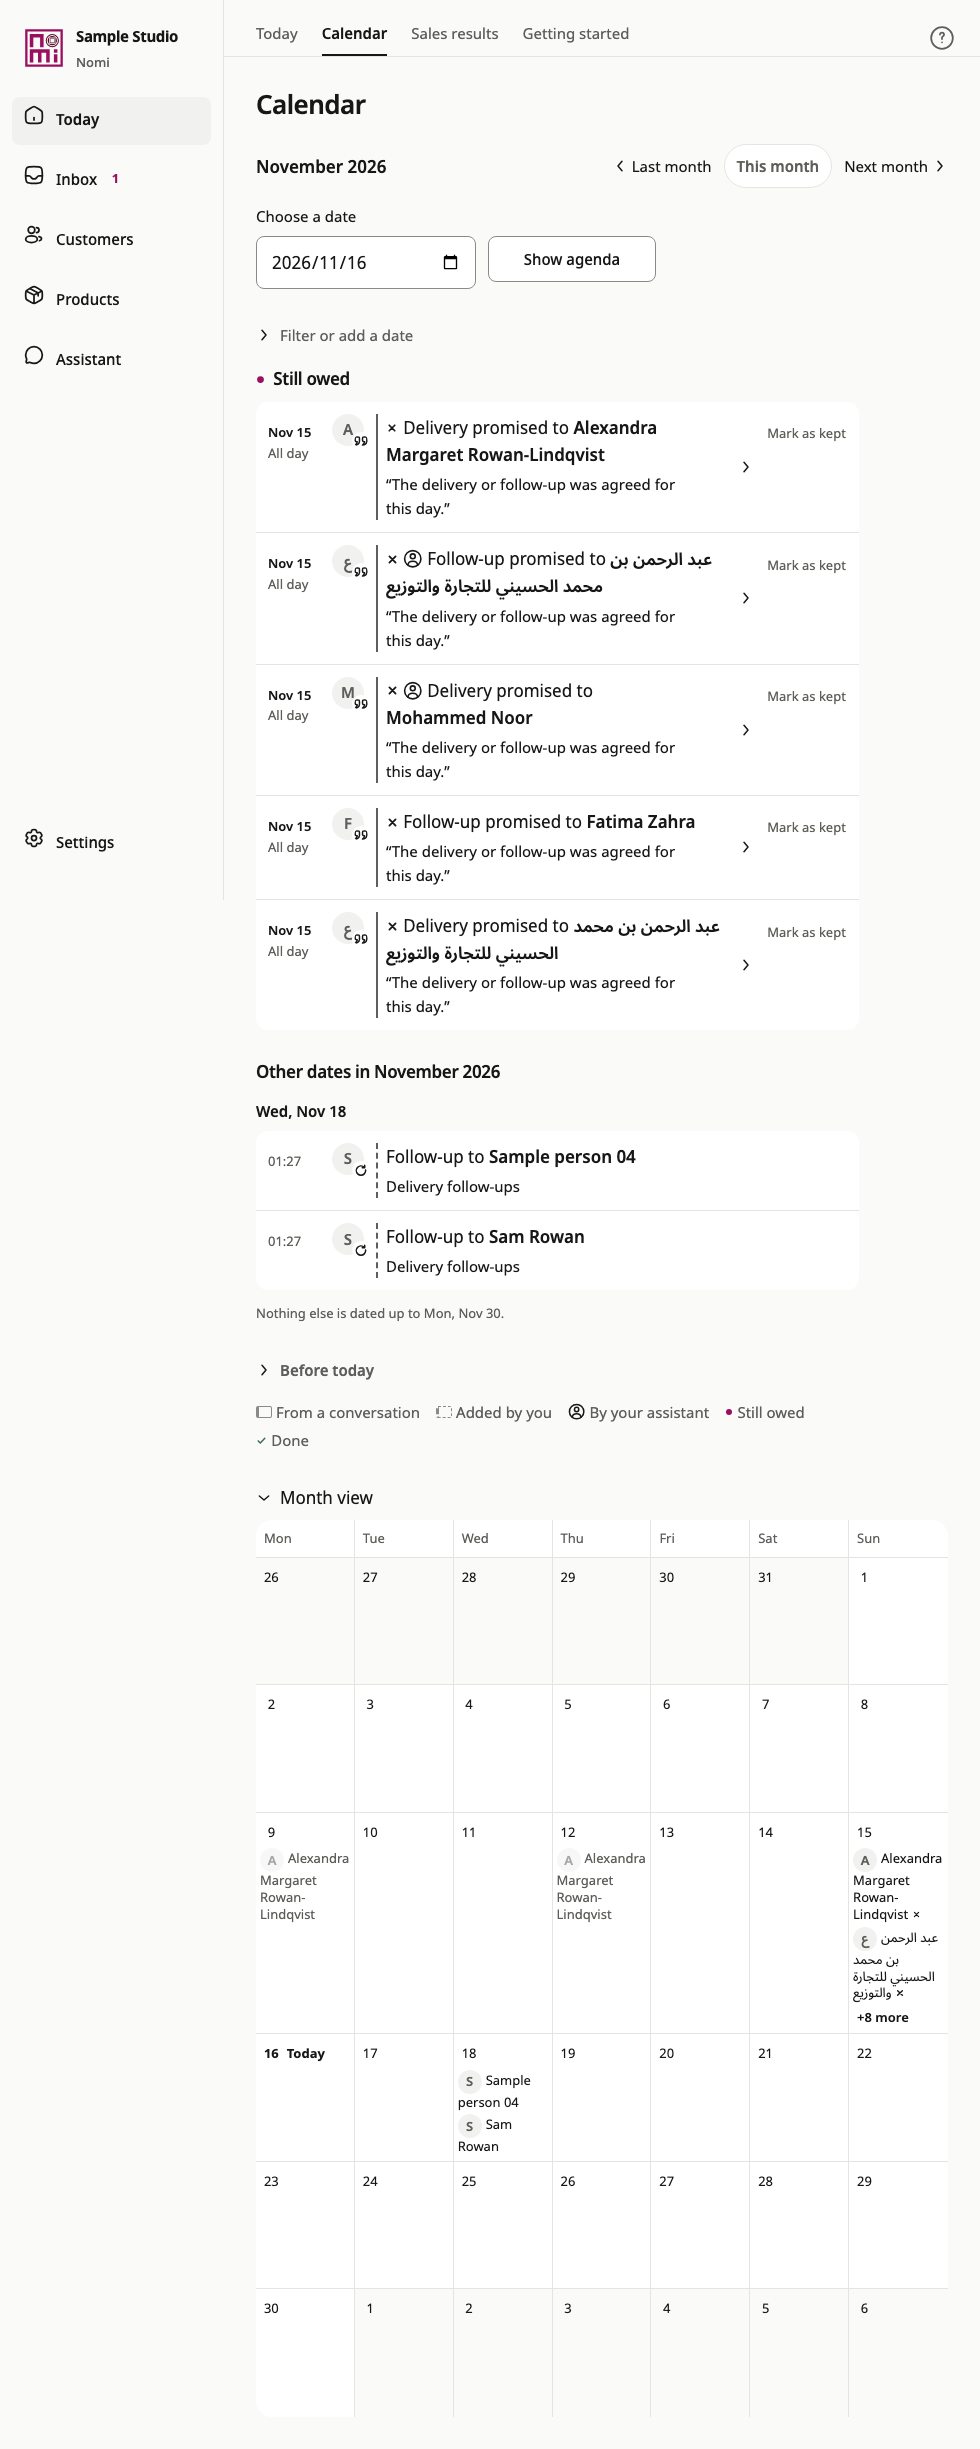 Sample Studio
Nomi
Today
Inbox 1
Customers
Products
Assistant
Settings
Today Calendar Sales results Getting started
Calendar
November 2026
Last month This month Next month
Choose a date
2026/11/16
Show agenda
Filter or add a date
Still owed
Nov 15
All day
A
× Delivery promised to Alexandra
Margaret Rowan-Lindqvist
“The delivery or follow-up was agreed for
this day.”
Mark as kept
Nov 15
All day
ع
× Follow-up promised to عبد الرحمن بن
محمد الحسيني للتجارة والتوزيع
“The delivery or follow-up was agreed for
this day.”
Mark as kept
Nov 15
All day
M
× Delivery promised to
Mohammed Noor
“The delivery or follow-up was agreed for
this day.”
Mark as kept
Nov 15
All day
F
× Follow-up promised to Fatima Zahra
“The delivery or follow-up was agreed for
this day.”
Mark as kept
Nov 15
All day
ع
× Delivery promised to عبد الرحمن بن محمد
الحسيني للتجارة والتوزيع
“The delivery or follow-up was agreed for
this day.”
Mark as kept
Other dates in November 2026
Wed, Nov 18
01:27
S
Follow-up to Sample person 04
Delivery follow-ups
01:27
S
Follow-up to Sam Rowan
Delivery follow-ups
Nothing else is dated up to Mon, Nov 30.
Before today
From a conversation Added by you By your assistant Still owed
Done
Month view
Mon Tue Wed Thu Fri Sat Sun
26 27 28 29 30 31 1
2 3 4 5 6 7 8
9
A Alexandra
Margaret
Rowan-
Lindqvist
10
11
12
A Alexandra
Margaret
Rowan-
Lindqvist
13
14
15
A Alexandra
Margaret
Rowan-
Lindqvist ×
ع عبد الرحمن
بن محمد
الحسيني للتجارة
والتوزيع ×
+8 more
16 Today
17
18
S Sample
person 04
S Sam
Rowan
19
20
21
22
23 24 25 26 27 28 29
30 1 2 3 4 5 6